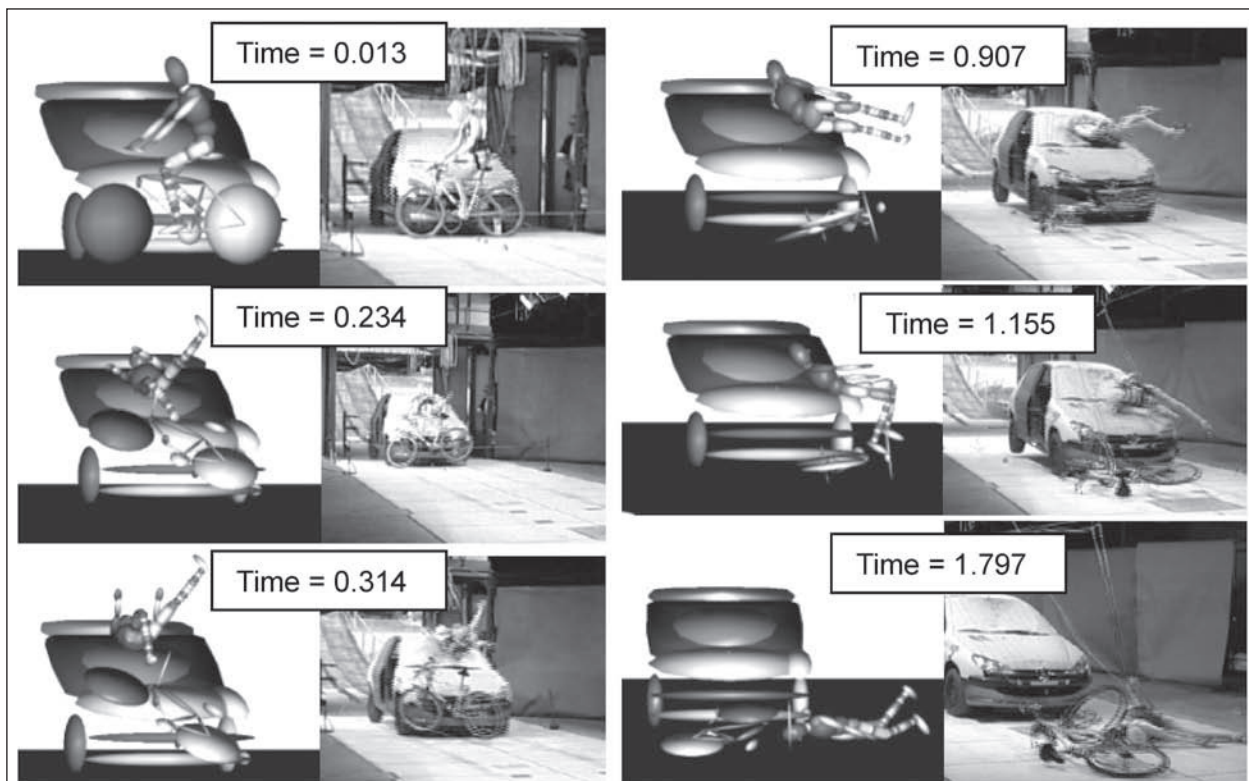 Time = 0.013
Time = 0.234
Time = 0.314
Time = 0.907
Time = 1.155
Time = 1.797